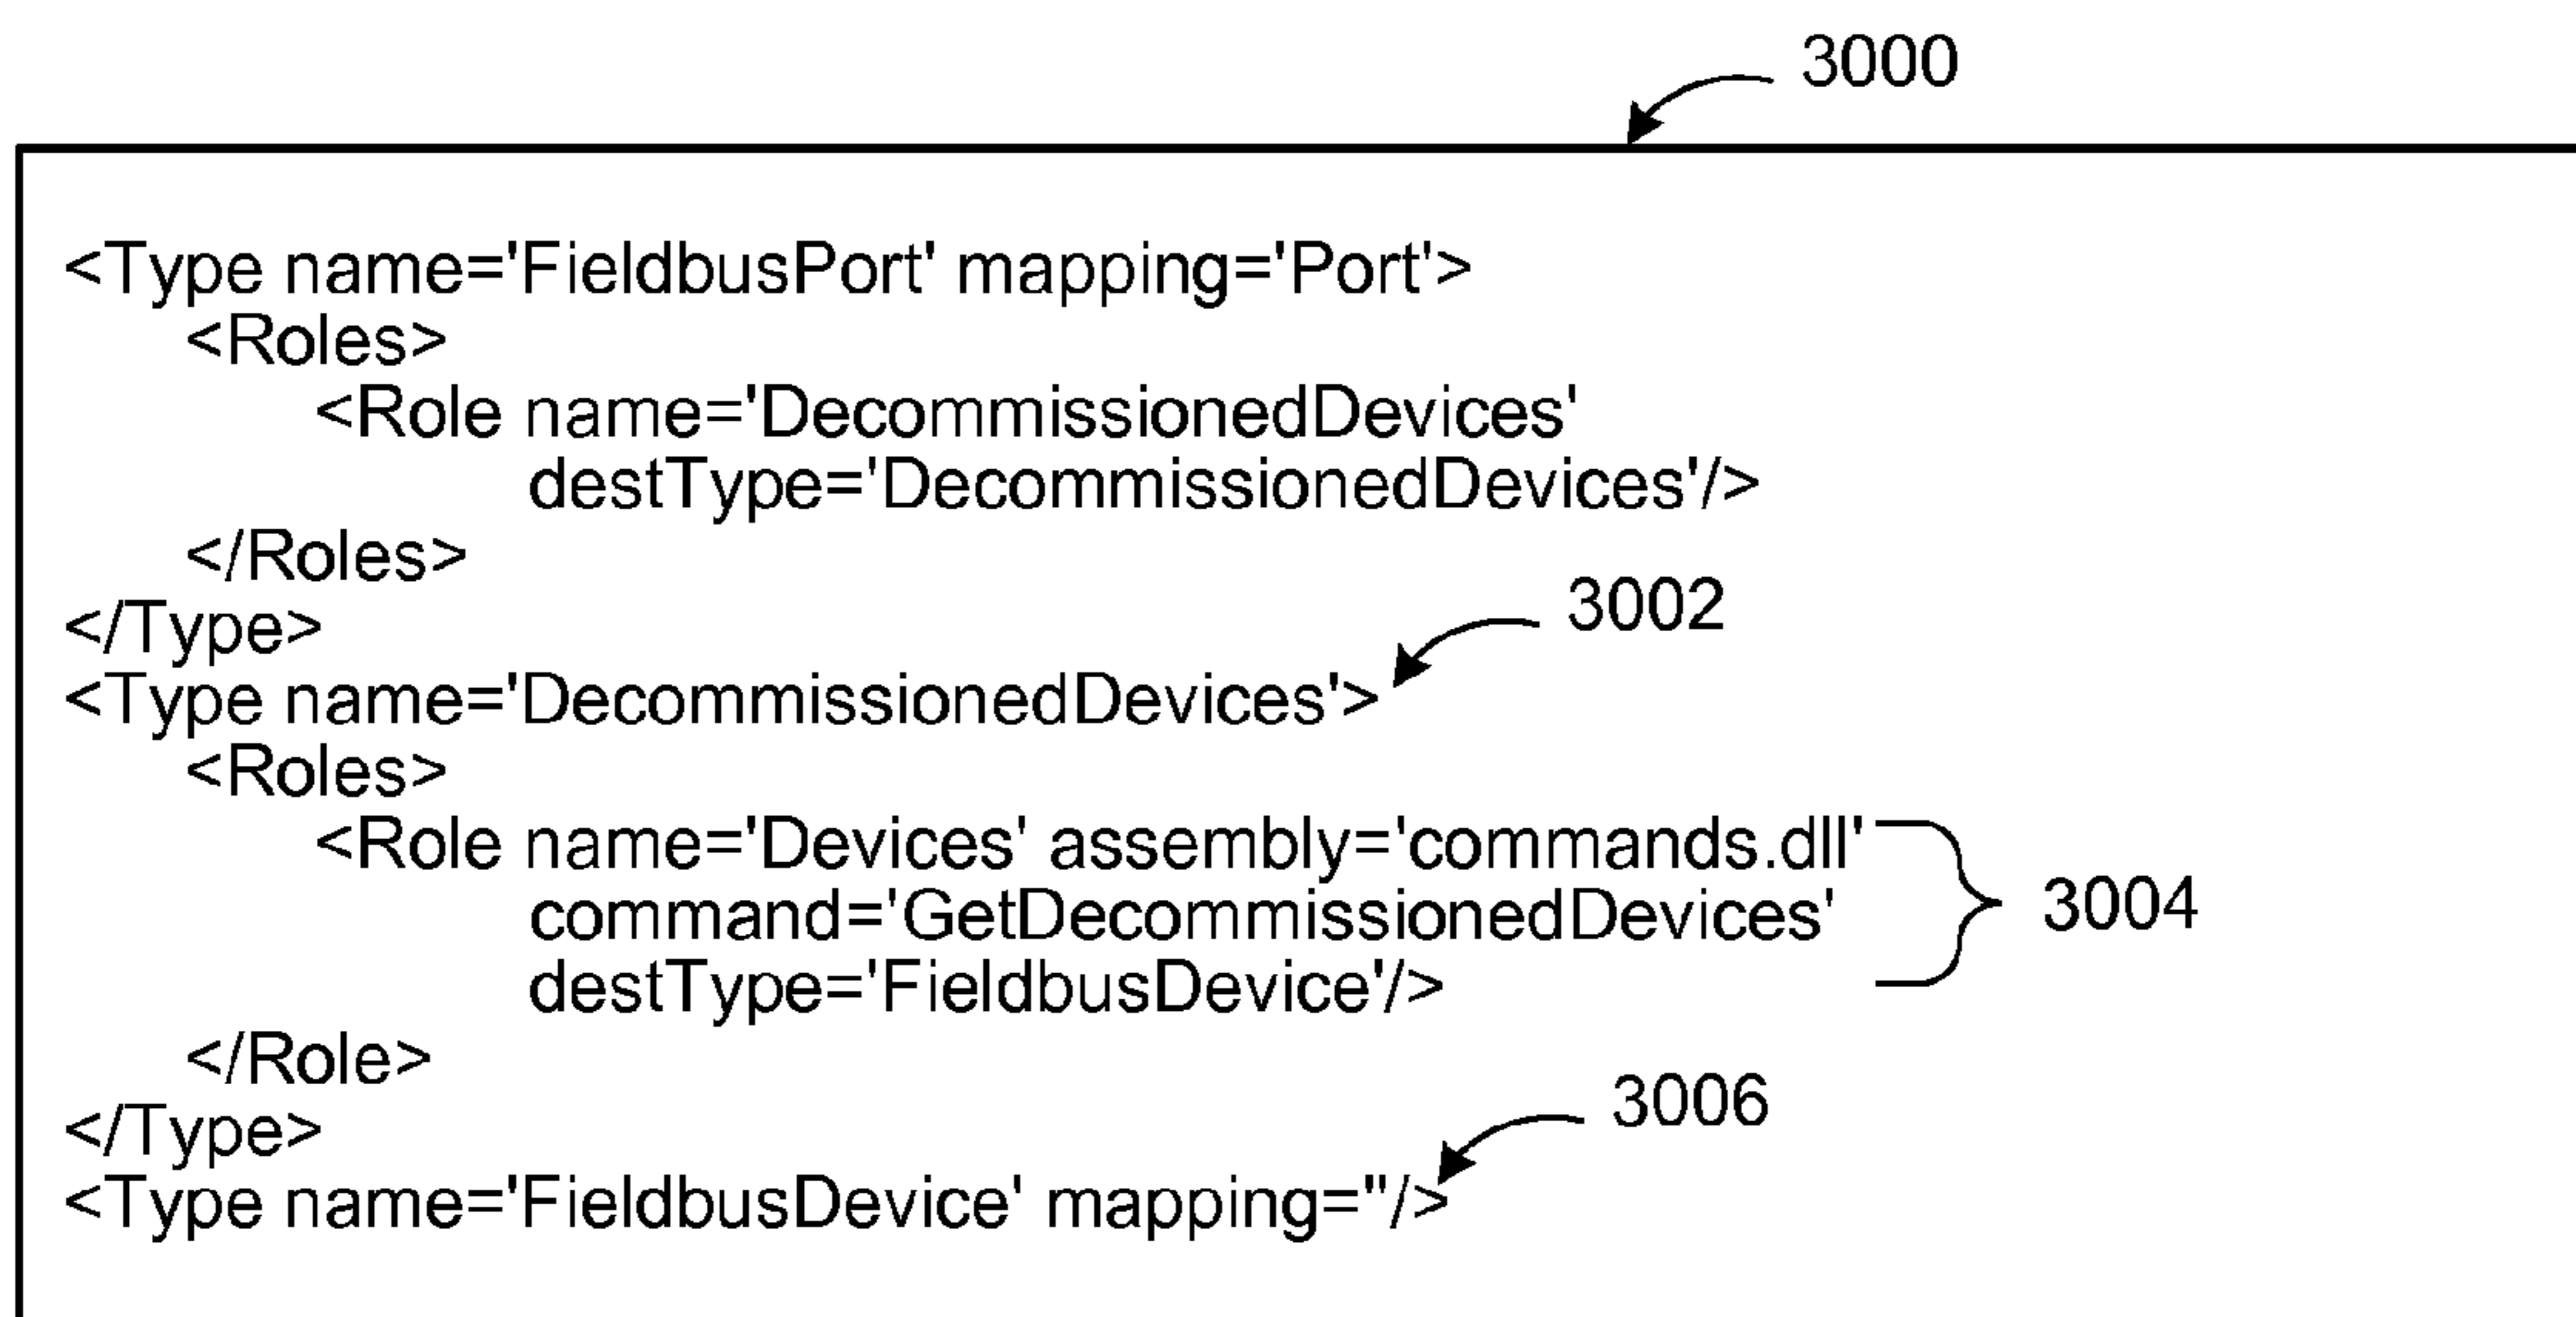 3000
<Type name='FieldbusPort' mapping='Port'>
<Roles>
<Role name='DecommissionedDevices'
destType='DecommissionedDevices'/>
</Roles>
</Type>
3002
<Type name='DecommissionedDevices'>
<Roles>
<Role name='Devices' assembly='commands.dll'
command='GetDecommissionedDevices'
destType='FieldbusDevice'/>
3004
</Role>
</Type>
3006
<Type name='FieldbusDevice' mapping=''/>